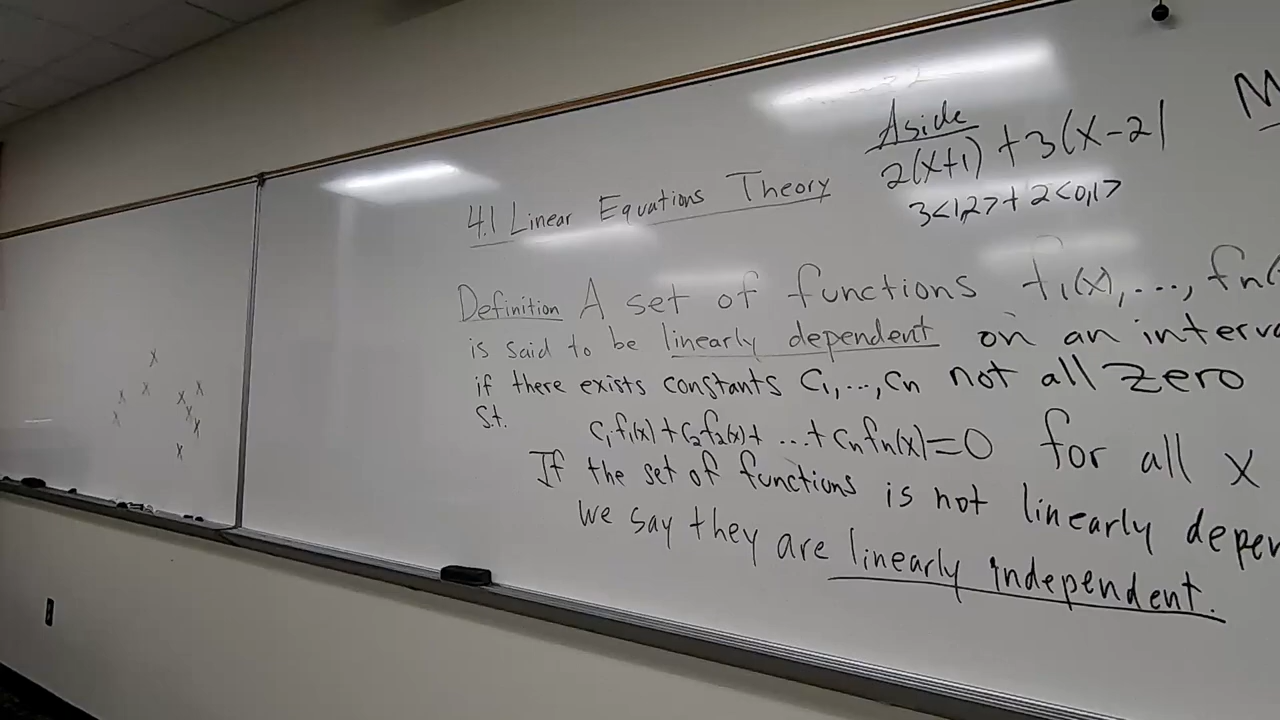 Aside
2(x+1) + 3(x-2)
3<1,2> + 2<0,1>
M
4.1 Linear Equations Theory
Definition A set of functions f₁(x), ..., fn(
is said to be linearly dependent on an interva
if there exists constants C₁, ..., Cn not all zero
St.
C₁f₁(x) + C₂f₂(x) + ... + Cnfn(x) = 0 for all x
If the set of functions is not linearly depen
we say they are linearly independent.
x
x
x
x
x
x
x
x
x
x